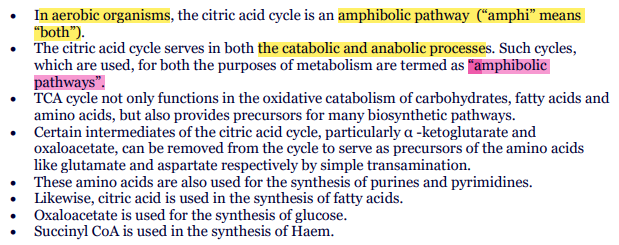 • In aerobic organisms, the citric acid cycle is an amphibolic pathway (“amphi” means
“both”).
• The citric acid cycle serves in both the catabolic and anabolic processes. Such cycles,
which are used, for both the purposes of metabolism are termed as “amphibolic
pathways”.
• TCA cycle not only functions in the oxidative catabolism of carbohydrates, fatty acids and
amino acids, but also provides precursors for many biosynthetic pathways.
• Certain intermediates of the citric acid cycle, particularly α -ketoglutarate and
oxaloacetate, can be removed from the cycle to serve as precursors of the amino acids
like glutamate and aspartate respectively by simple transamination.
• These amino acids are also used for the synthesis of purines and pyrimidines.
• Likewise, citric acid is used in the synthesis of fatty acids.
• Oxaloacetate is used for the synthesis of glucose.
• Succinyl CoA is used in the synthesis of Haem.